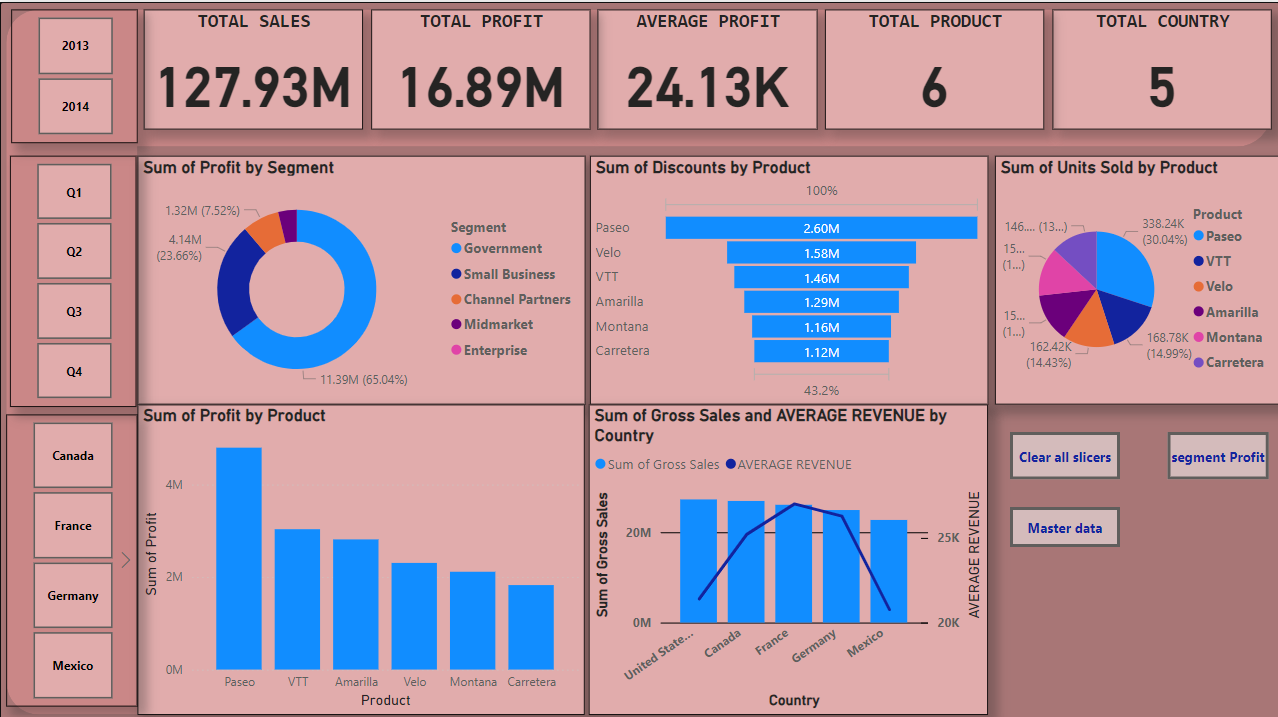 2013
2014
TOTAL SALES
127.93M
TOTAL PROFIT
16.89M
AVERAGE PROFIT
24.13K
TOTAL PRODUCT
6
TOTAL COUNTRY
5
Q1
Q2
Q3
Q4
Sum of Profit by Segment
1.32M (7.52%)
4.14M
(23.66%)
11.39M (65.04%)
Segment
Government
Small Business
Channel Partners
Midmarket
Enterprise
Sum of Discounts by Product
100%
Paseo 2.60M
Velo 1.58M
VTT 1.46M
Amarilla 1.29M
Montana 1.16M
Carretera 1.12M
43.2%
Sum of Units Sold by Product
146.... (13...)
15...
(1...)
15...
(1...)
162.42K
(14.43%)
168.78K
(14.99%)
338.24K
(30.04%)
Product
Paseo
VTT
Velo
Amarilla
Montana
Carretera
Canada
France
Germany
Mexico
Sum of Profit by Product
Sum of Profit
4M
2M
0M
Paseo VTT Amarilla Velo Montana Carretera
Product
Sum of Gross Sales and AVERAGE REVENUE by
Country
Sum of Gross Sales AVERAGE REVENUE
Sum of Gross Sales
20M
0M
AVERAGE REVENUE
25K
20K
United State... Canada France Germany Mexico
Country
Clear all slicers
segment Profit
Master data